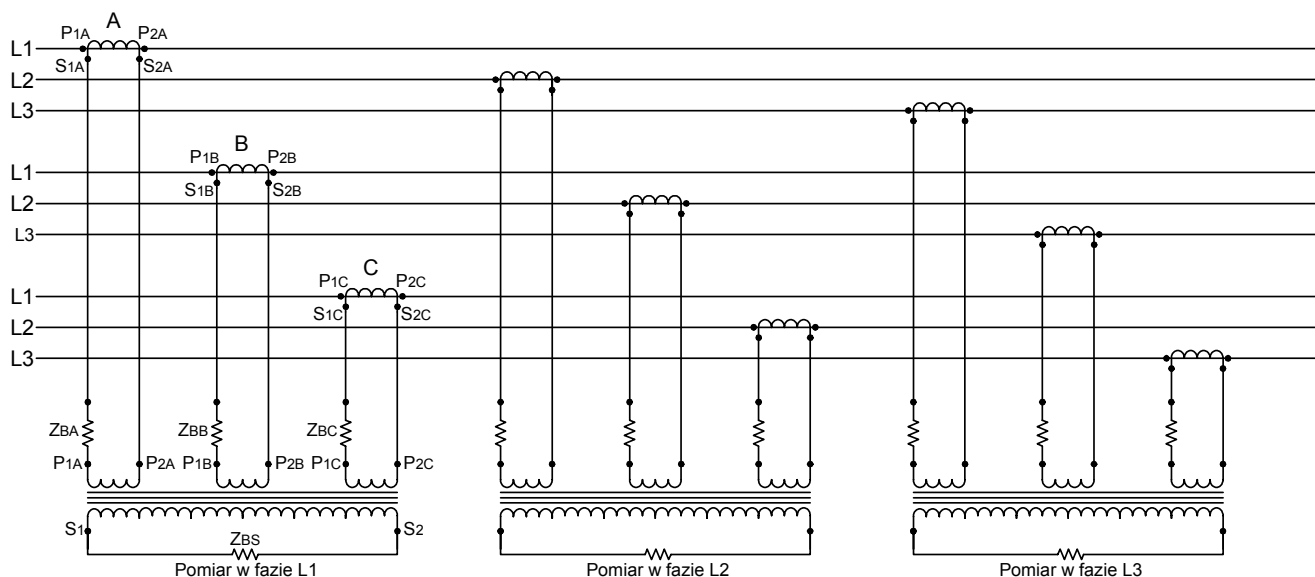 A
P1A P2A
L1
S1A S2A
L2
L3
B
P1B P2B
L1
S1B S2B
L2
L3
C
P1C P2C
L1
S1C S2C
L2
L3
ZBA ZBB ZBC
P1A P2A P1B P2B P1C P2C
S1 S2
ZBS
Pomiar w fazie L1 Pomiar w fazie L2 Pomiar w fazie L3